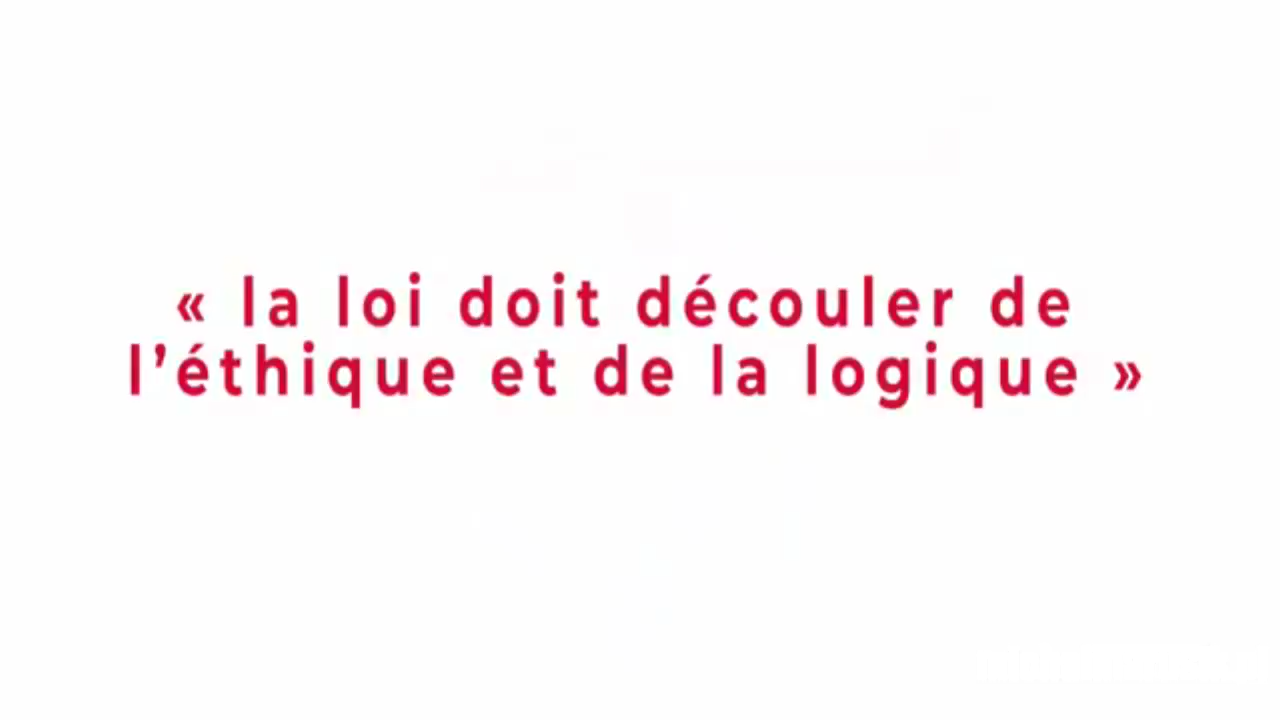 « la loi doit découler de
l’éthique et de la logique »